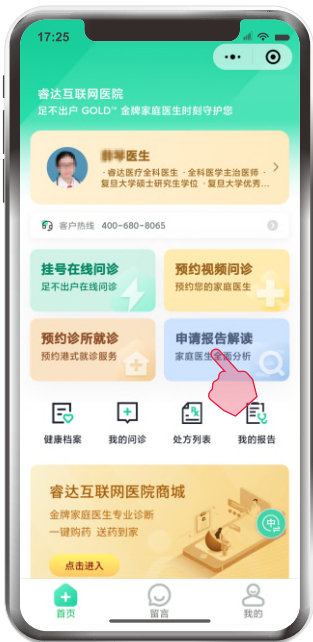 17:25
睿达互联网医院
足不出户 GOLD™ 金牌家庭医生时刻守护您
医生
·睿达医疗全科医生 ·全科医学主治医师 ·
复旦大学硕士研究生学位 ·复旦大学优秀...
客户热线 400-680-8065
挂号在线问诊
足不出户在线问诊
预约视频问诊
预约您的家庭医生
预约诊所就诊
预约港式就诊服务
申请报告解读
家庭医生全面分析
健康档案
我的问诊
处方列表
我的报告
睿达互联网医院商城
金牌家庭医生专业诊断
一键购药 送药到家
点击进入
中
首页
留言
我的